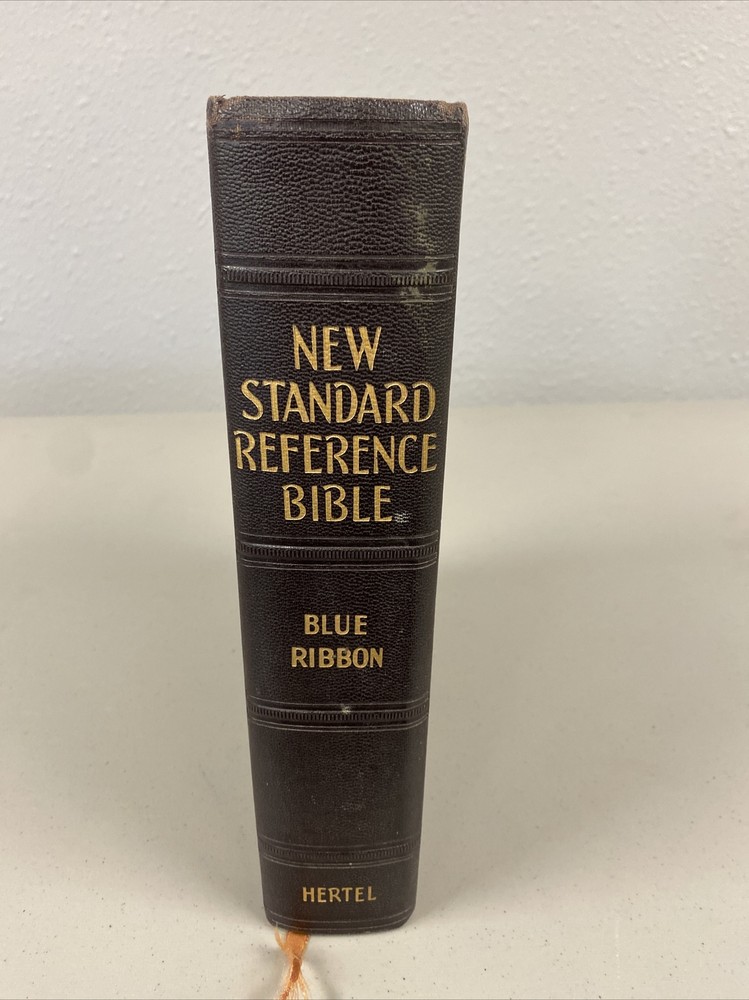 NEW
STANDARD
REFERENCE
BIBLE
BLUE
RIBBON
HERTEL